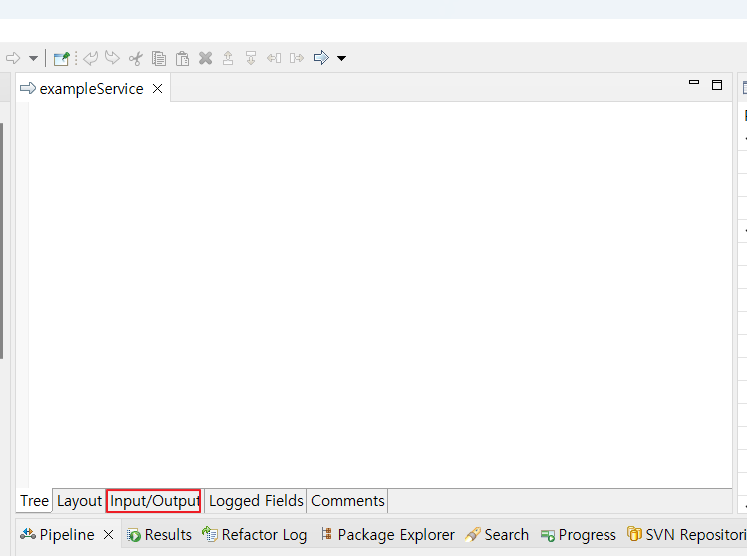 exampleService
Tree Layout Input/Output Logged Fields Comments
Pipeline Results Refactor Log Package Explorer Search Progress SVN Repositori